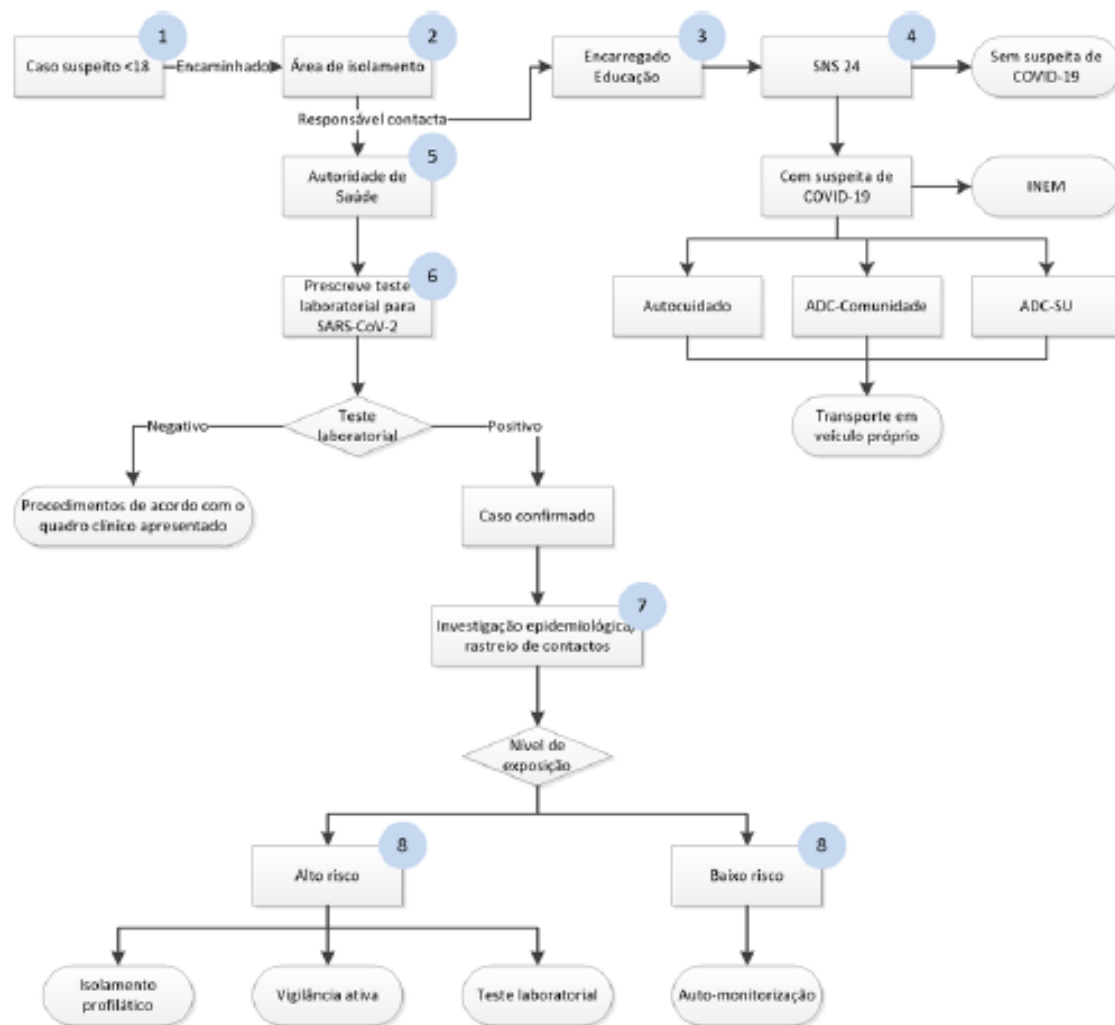 1
Caso suspeito <18
Encaminhado
2
Área de isolamento
3
Encarregado
Educação
4
SNS 24
Sem suspeita de
COVID-19
Responsável contacta
5
Autoridade de
Saúde
Com suspeita de
COVID-19
INEM
6
Prescreve teste
laboratorial para
SARS-CoV-2
Autocuidado
ADC-Comunidade
ADC-SU
Transporte em
veículo próprio
Negativo
Teste
laboratorial
Positivo
Procedimentos de acordo com o
quadro clínico apresentado
Caso confirmado
7
Investigação epidemiológica/
rastreio de contactos
Nível de
exposição
8
Alto risco
8
Baixo risco
Isolamento
profilático
Vigilância ativa
Teste laboratorial
Auto-monitorização